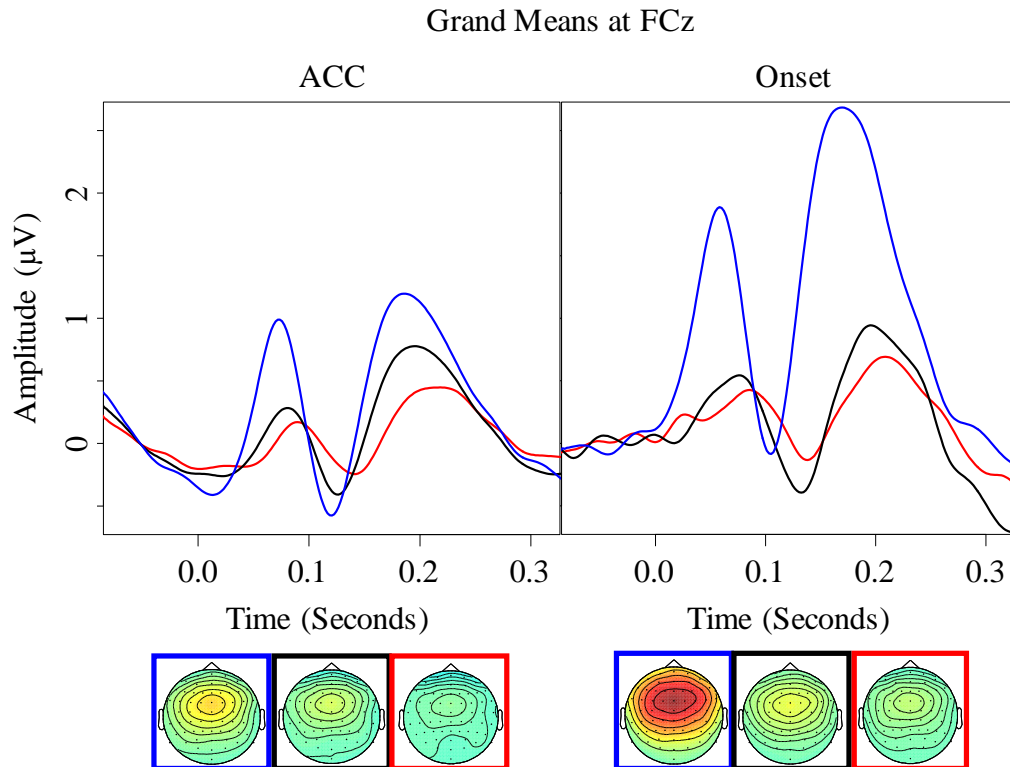 Grand Means at FCz
ACC
Onset
Amplitude (µV)
2
1
0
0.0 0.1 0.2 0.3
0.0 0.1 0.2 0.3
Time (Seconds)
Time (Seconds)